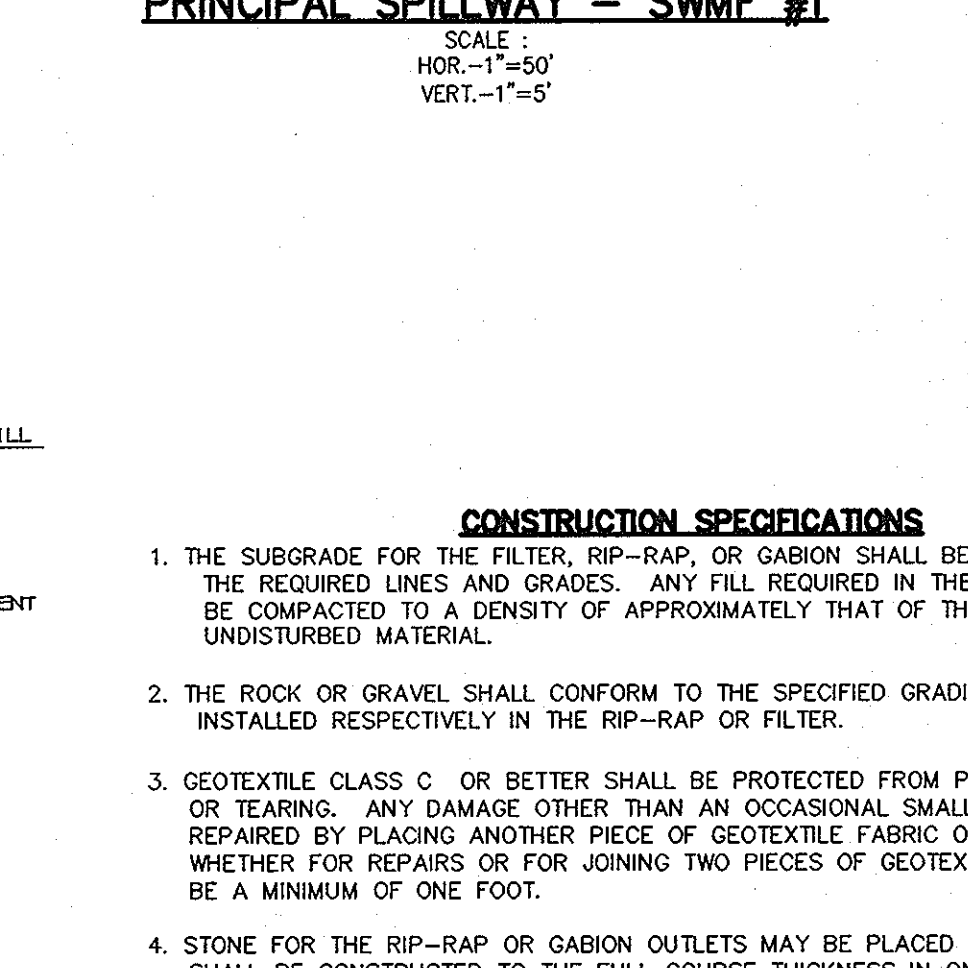 PRINCIPAL SPILLWAY – SWMF #1
SCALE :
HOR.–1"=50'
VERT.–1"=5'
ILL
ENT
CONSTRUCTION SPECIFICATIONS
1. THE SUBGRADE FOR THE FILTER, RIP–RAP, OR GABION SHALL BE
THE REQUIRED LINES AND GRADES. ANY FILL REQUIRED IN THE
BE COMPACTED TO A DENSITY OF APPROXIMATELY THAT OF TH
UNDISTURBED MATERIAL.
2. THE ROCK OR GRAVEL SHALL CONFORM TO THE SPECIFIED GRADI
INSTALLED RESPECTIVELY IN THE RIP–RAP OR FILTER.
3. GEOTEXTILE CLASS C OR BETTER SHALL BE PROTECTED FROM P
OR TEARING. ANY DAMAGE OTHER THAN AN OCCASIONAL SMALL
REPAIRED BY PLACING ANOTHER PIECE OF GEOTEXTILE FABRIC O
WHETHER FOR REPAIRS OR FOR JOINING TWO PIECES OF GEOTEX
BE A MINIMUM OF ONE FOOT.
4. STONE FOR THE RIP–RAP OR GABION OUTLETS MAY BE PLACED
SHALL BE CONSTRUCTED TO THE FULL COURSE THICKNESS IN ON